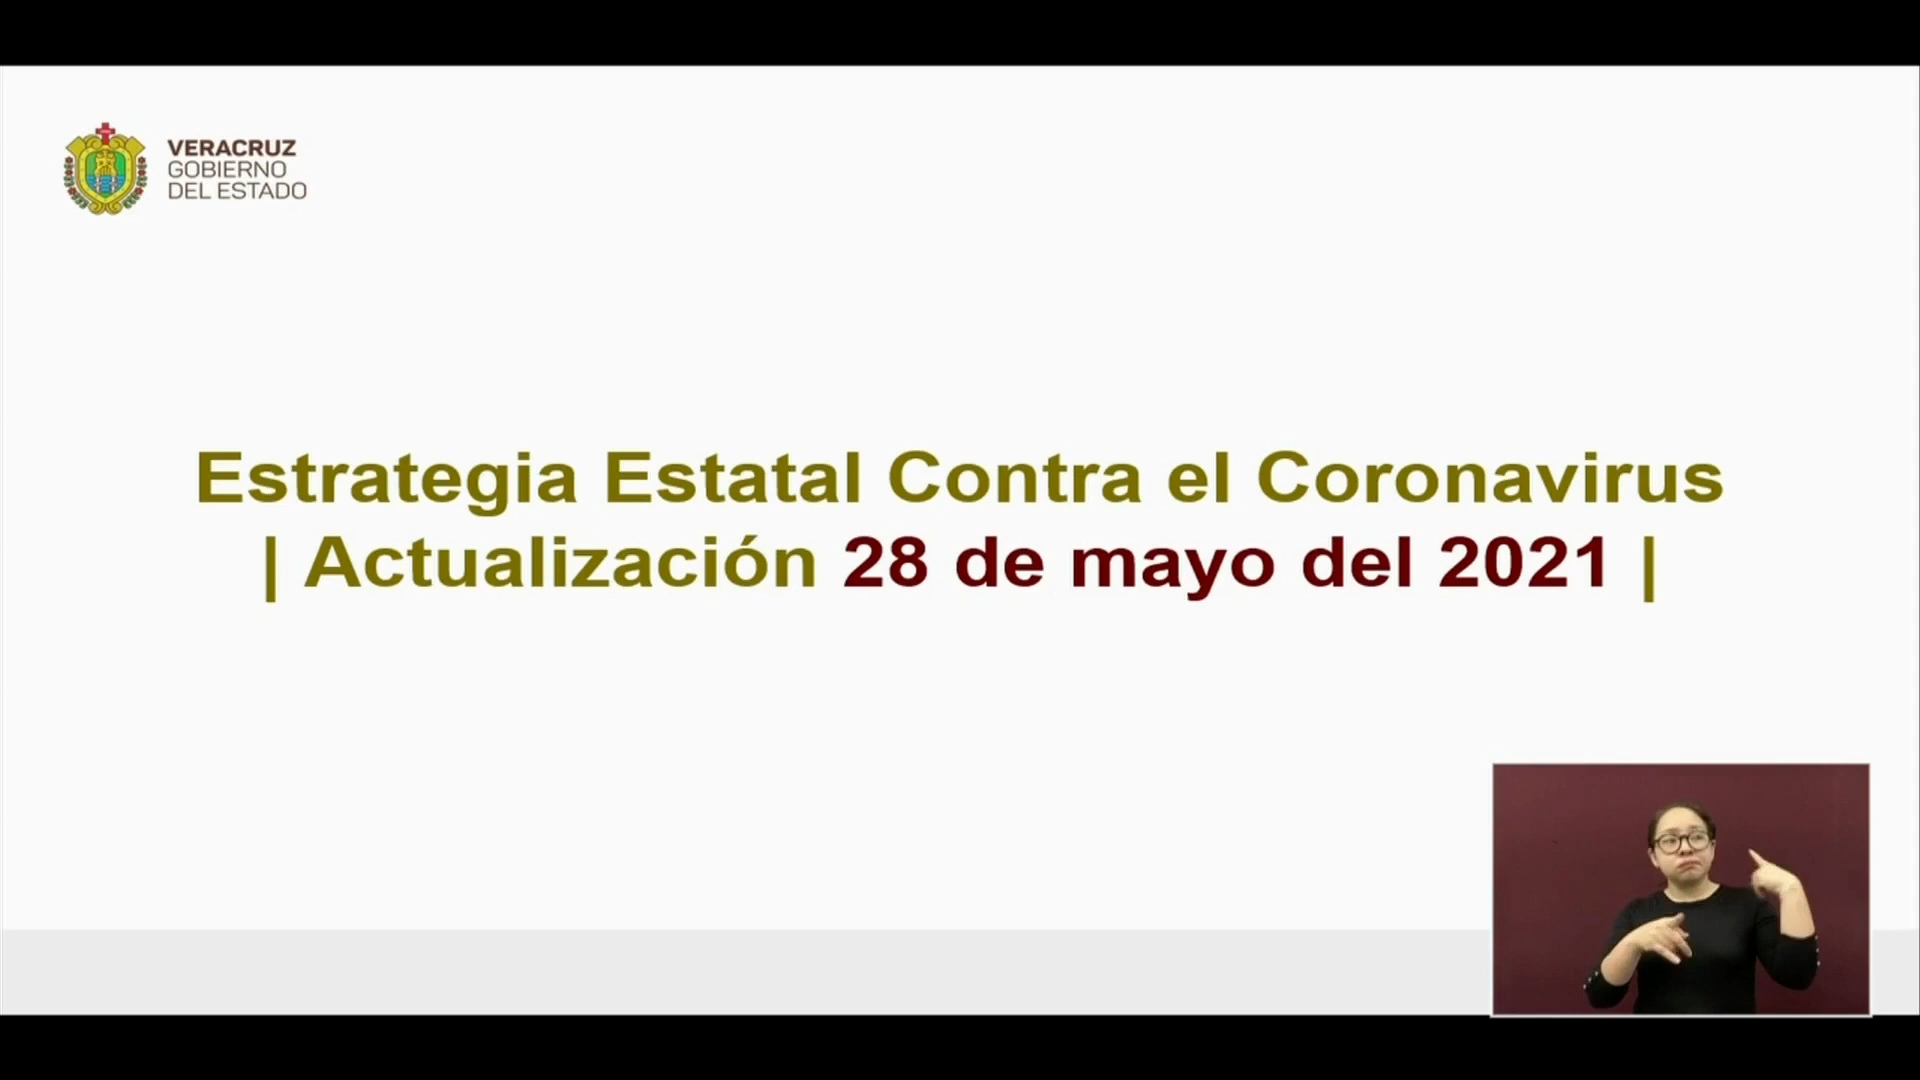 VERACRUZ
GOBIERNO
DEL ESTADO
Estrategia Estatal Contra el Coronavirus
| Actualización 28 de mayo del 2021 |